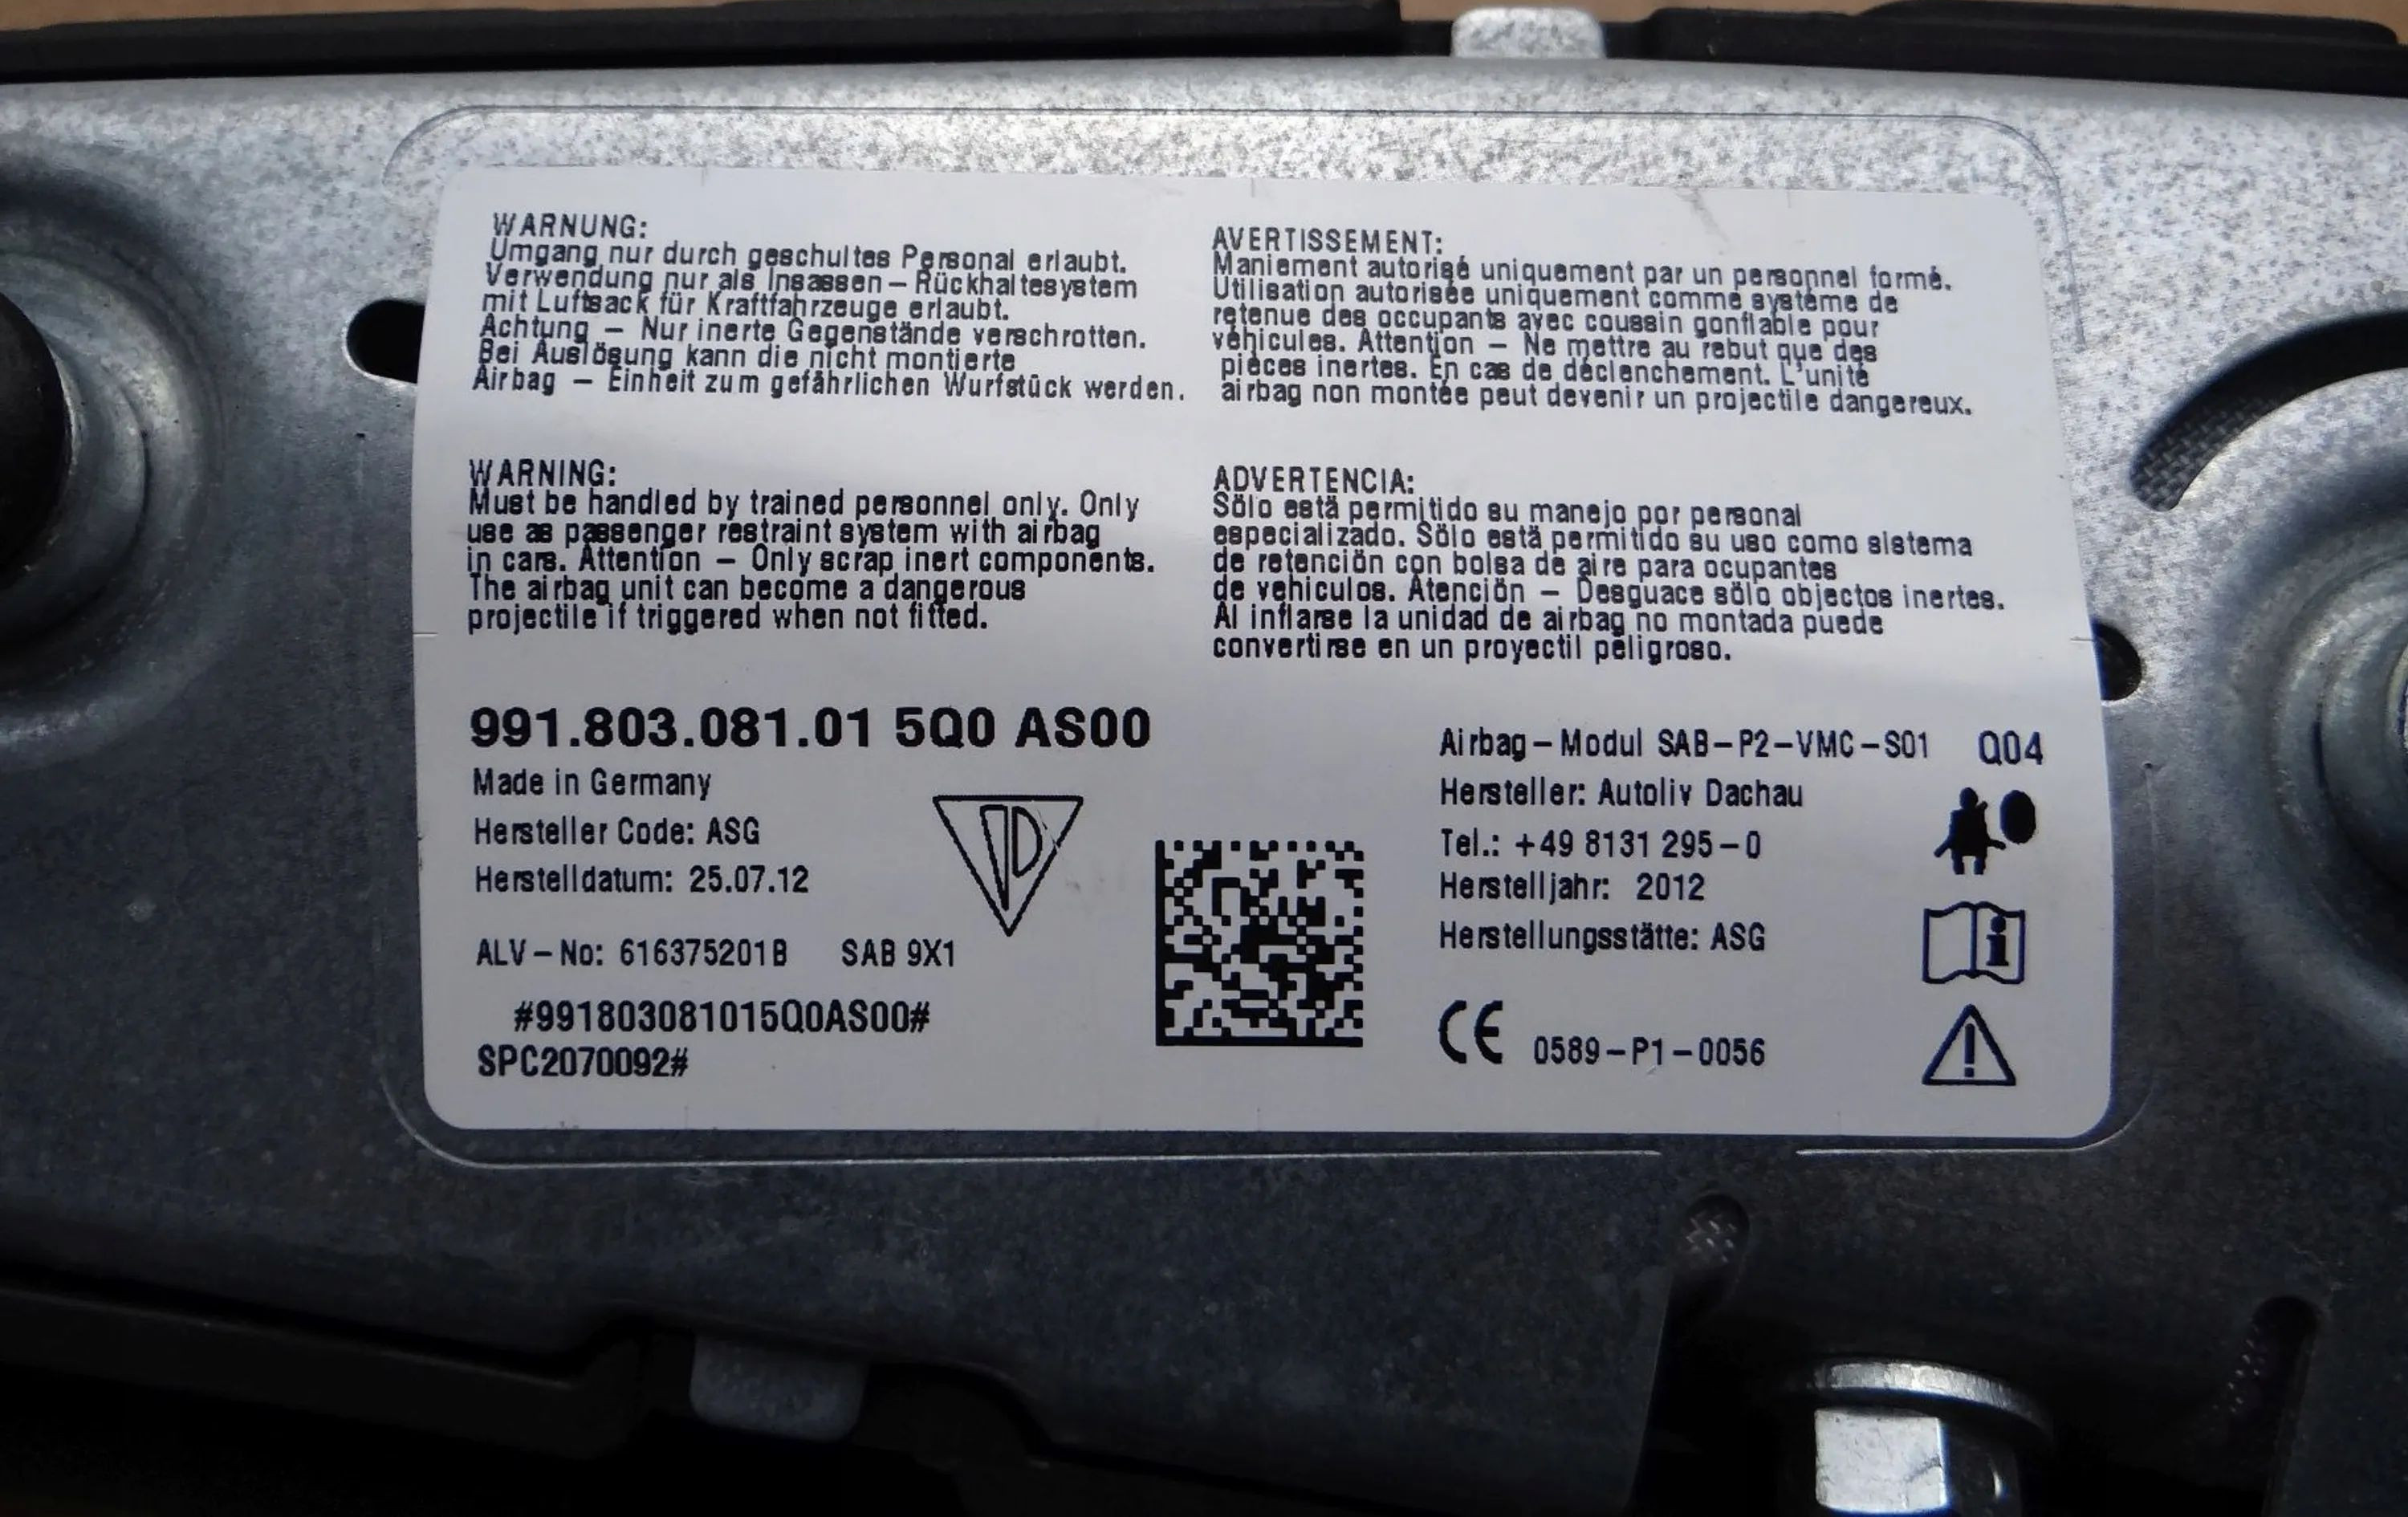 WARNUNG:
Umgang nur durch geschultes Personal erlaubt.
Verwendung nur als Insassen – Rückhaltesystem
mit Luftsack für Kraftfahrzeuge erlaubt.
Achtung – Nur inerte Gegenstände verschrotten.
Bei Auslösung kann die nicht montierte
Airbag – Einheit zum gefährlichen Wurfstück werden.
AVERTISSEMENT:
Maniement autorisé uniquement par un personnel formé.
Utilisation autorisée uniquement comme système de
retenue des occupants avec coussin gonflable pour
véhicules. Attention – Ne mettre au rebut que des
pièces inertes. En cas de déclenchement. L'unité
airbag non montée peut devenir un projectile dangereux.
WARNING:
Must be handled by trained personnel only. Only
use as passenger restraint system with airbag
in cars. Attention – Only scrap inert components.
The airbag unit can become a dangerous
projectile if triggered when not fitted.
ADVERTENCIA:
Sölo estä permitido su manejo por personal
especializado. Sölo estä permitido su uso como sistema
de retenciön con bolsa de aire para ocupantes
de vehiculos. Atenciön – Desguace sölo objectos inertes.
Al inflarse la unidad de airbag no montada puede
convertirse en un proyectil peligroso.
991.803.081.01 5Q0 AS00
Made in Germany
Hersteller Code: ASG
Herstelldatum: 25.07.12
ALV – No: 616375201B SAB 9X1
#991803081015Q0AS00#
SPC2070092#
Airbag – Modul SAB – P2 – VMC – S01 Q04
Hersteller: Autoliv Dachau
Tel.: +49 8131 295 – 0
Herstelljahr: 2012
Herstellungsstätte: ASG
CE 0589 – P1 – 0056